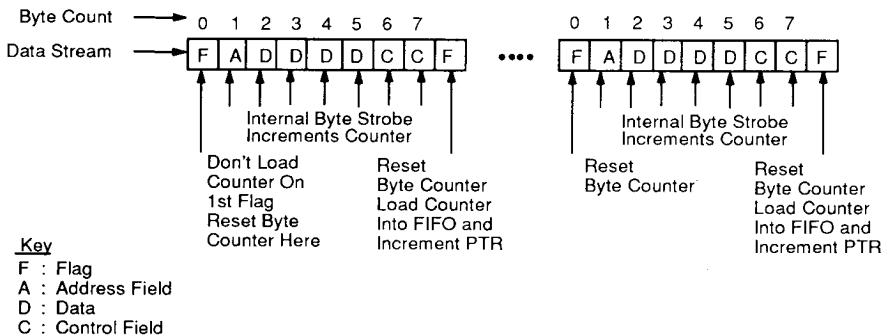 Byte Count 0 1 2 3 4 5 6 7 0 1 2 3 4 5 6 7
Data Stream F A D D D D C C F •••• F A D D D D C C F
Internal Byte Strobe
Increments Counter
Internal Byte Strobe
Increments Counter
Don't Load
Counter On
1st Flag
Reset Byte
Counter Here
Reset
Byte Counter
Load Counter
Into FIFO and
Increment PTR
Reset
Byte Counter
Reset
Byte Counter
Load Counter
Into FIFO and
Increment PTR
Key
F : Flag
A : Address Field
D : Data
C : Control Field